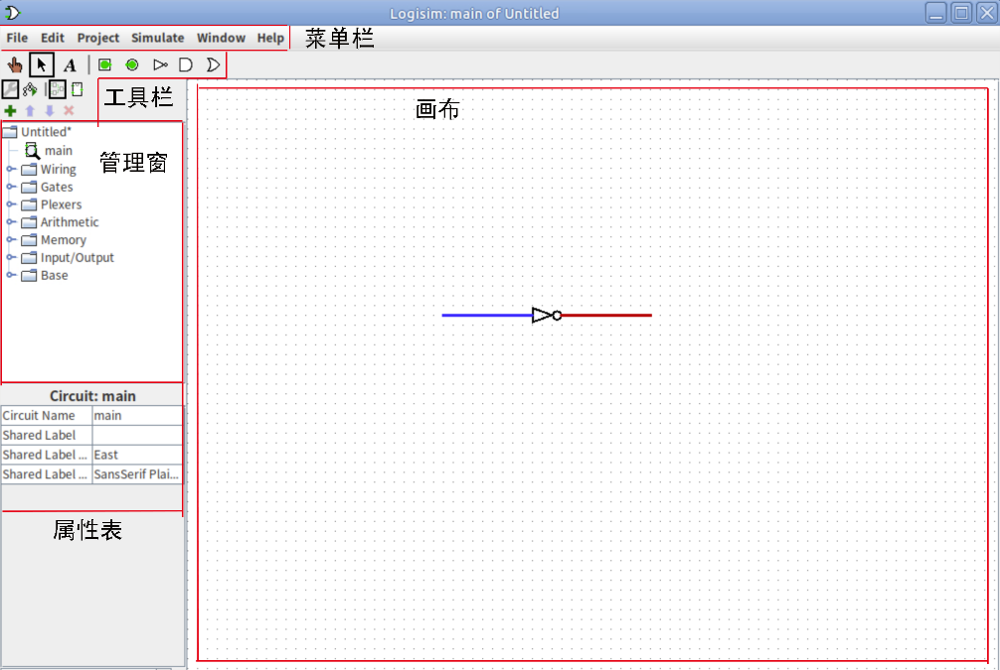 Logisim: main of Untitled
File Edit Project Simulate Window Help
菜单栏
A
工具栏
画布
Untitled*
main
管理窗
Wiring
Gates
Plexers
Arithmetic
Memory
Input/Output
Base
Circuit: main
Circuit Name main
Shared Label
Shared Label ... East
Shared Label ... SansSerif Plai...
属性表